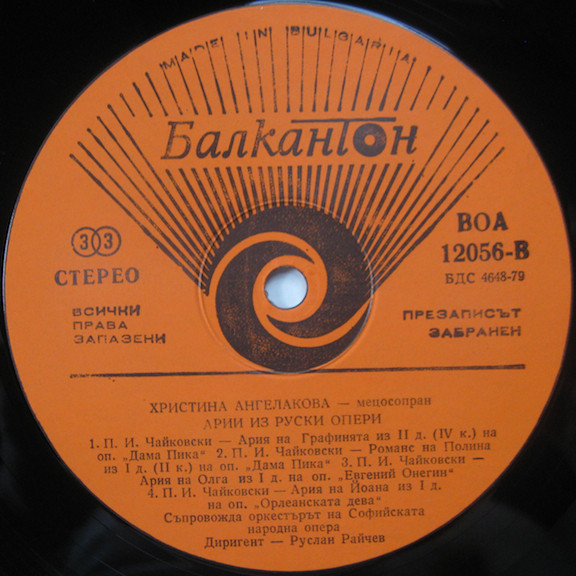 MADE IN BULGARIA
Балкантон
33
СТЕРЕО
ВСИЧКИ
ПРАВА
ЗАПАЗЕНИ
ВОА
12056-В
БДС 4648-79
ПРЕЗАПИСЪТ
ЗАБРАНЕН
ХРИСТИНА АНГЕЛАКОВА — мецосопран
АРИИ ИЗ РУСКИ ОПЕРИ
1. П. И. Чайковски — Ария на Графинята из II д. (IV к.) на
оп. „Дама Пика" 2. П. И. Чайковски — Романс на Полина
из I д. (II к.) на оп. „Дама Пика" 3. П. И. Чайковски —
Ария на Олга из I д. на оп. „Евгений Онегин"
4. П. И. Чайковски — Ария на Йоана из I д.
на оп. „Орлеанската дева"
Съпровожда оркестърът на Софийската
народна опера
Диригент — Руслан Райчев